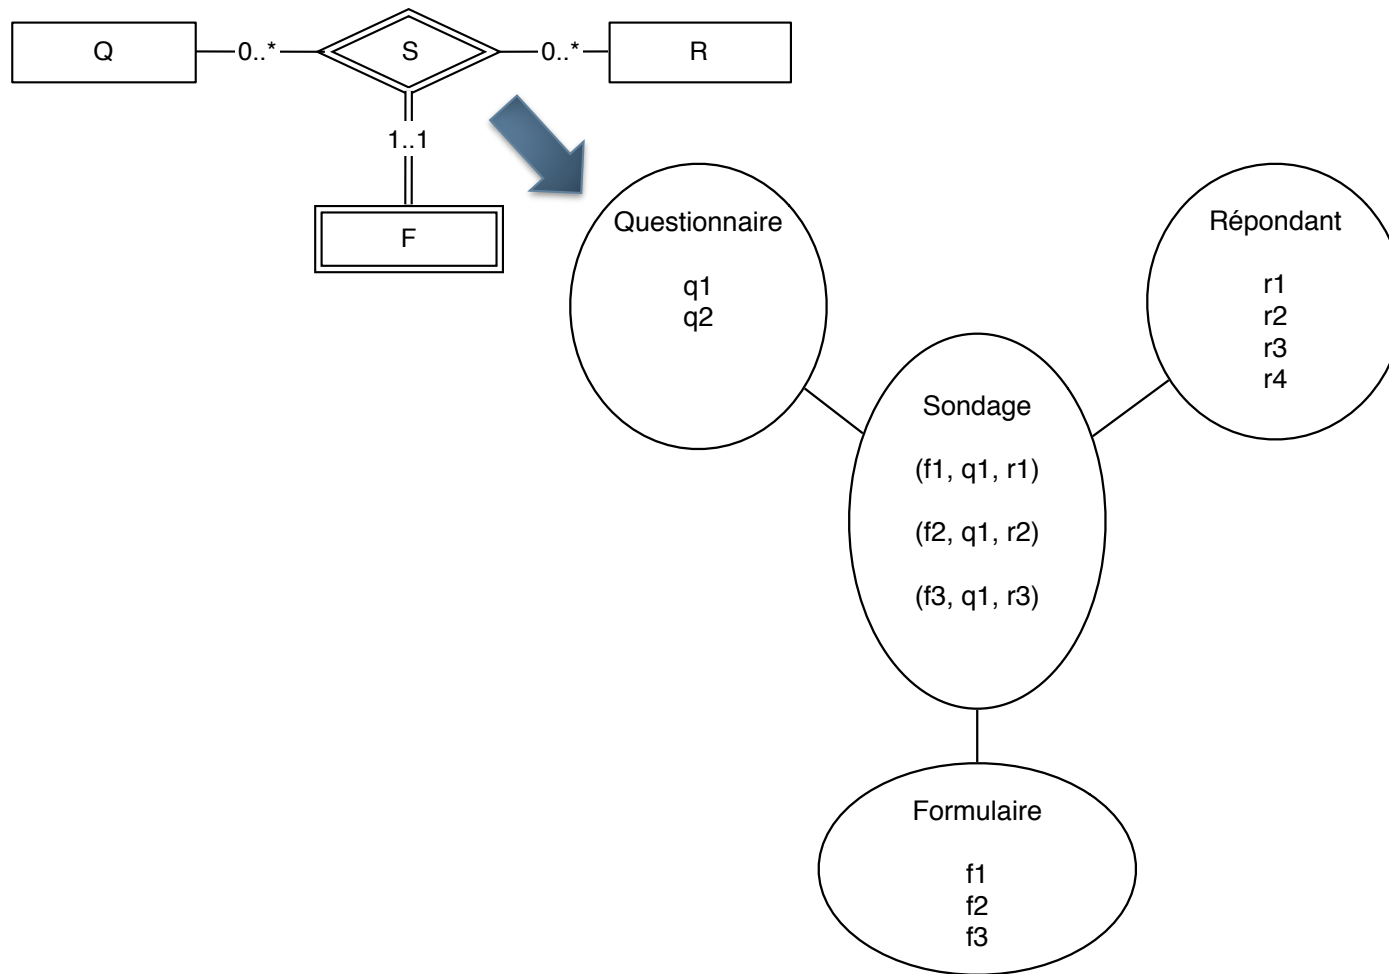 Q
0..*
S
0..*
R
1..1
F
Questionnaire
q1
q2
Répondant
r1
r2
r3
r4
Sondage
(f1, q1, r1)
(f2, q1, r2)
(f3, q1, r3)
Formulaire
f1
f2
f3